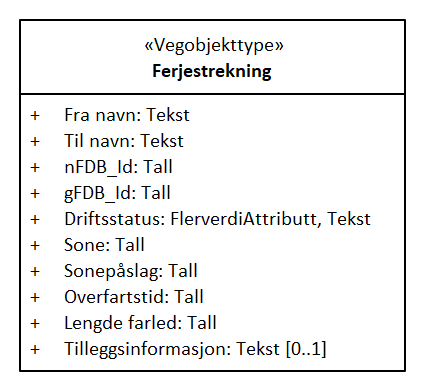 «Vegobjekttype»
Ferjestrekning
+ Fra navn: Tekst
+ Til navn: Tekst
+ nFDB_Id: Tall
+ gFDB_Id: Tall
+ Driftsstatus: FlerverdiAttributt, Tekst
+ Sone: Tall
+ Sonepåslag: Tall
+ Overfartstid: Tall
+ Lengde farled: Tall
+ Tilleggsinformasjon: Tekst [0..1]